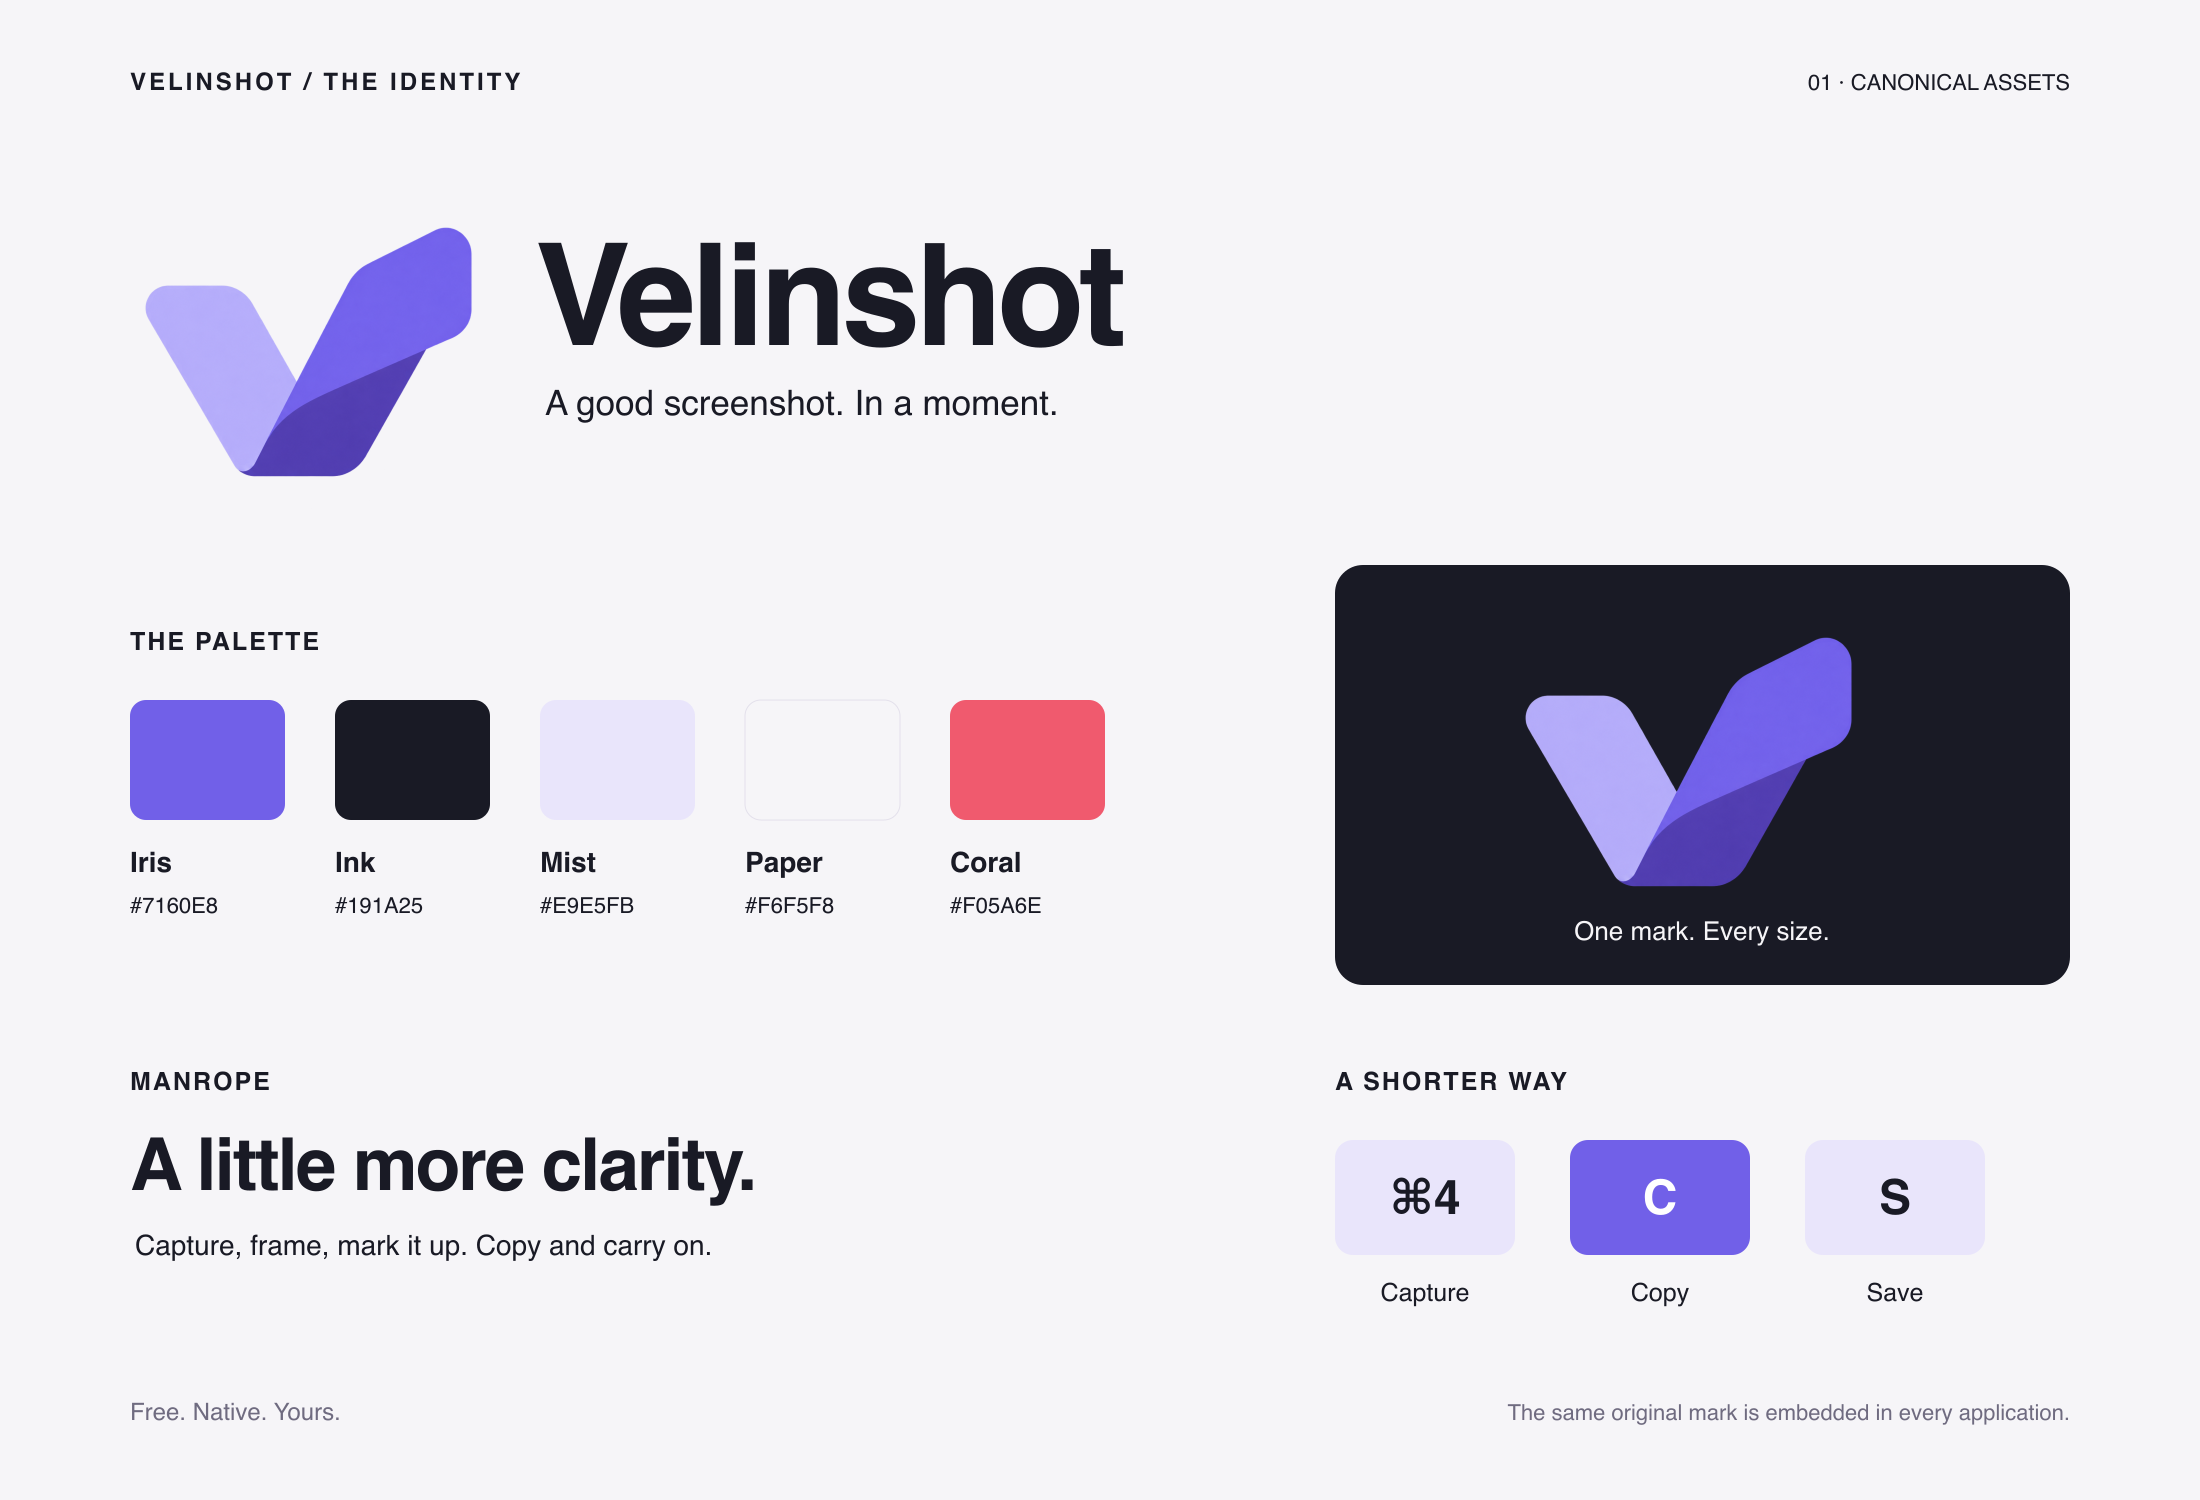 VELINSHOT / THE IDENTITY
01 · CANONICAL ASSETS
Velinshot
A good screenshot. In a moment.
THE PALETTE
Iris
#7160E8
Ink
#191A25
Mist
#E9E5FB
Paper
#F6F5F8
Coral
#F05A6E
One mark. Every size.
MANROPE
A little more clarity.
Capture, frame, mark it up. Copy and carry on.
A SHORTER WAY
⌘4
Capture
C
Copy
S
Save
Free. Native. Yours.
The same original mark is embedded in every application.